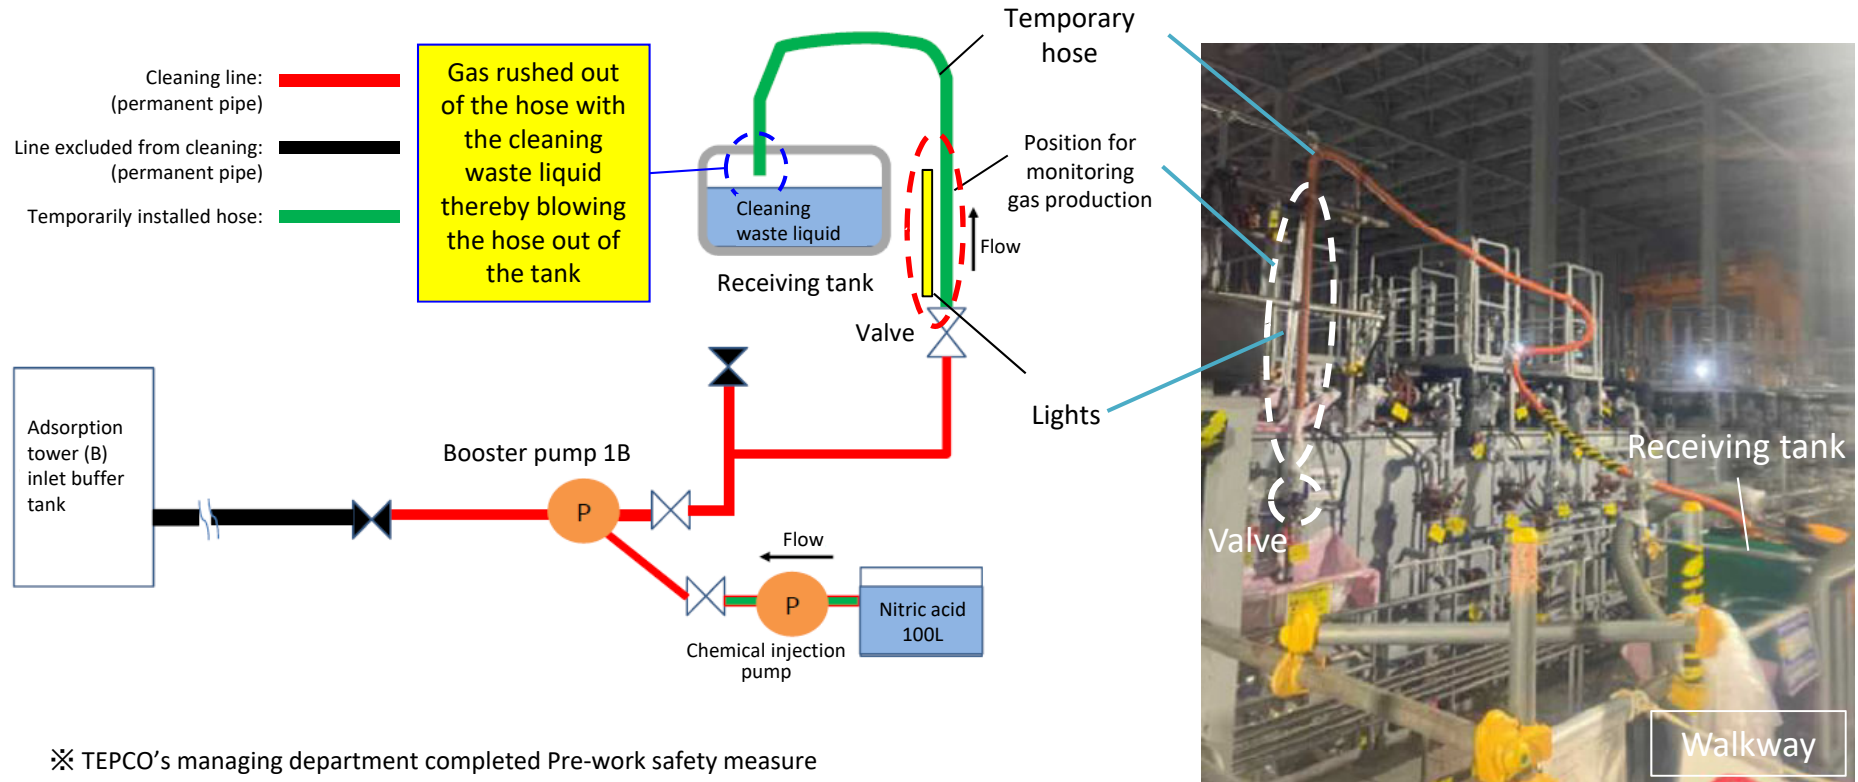 Cleaning line:
(permanent pipe)
Line excluded from cleaning:
(permanent pipe)
Temporarily installed hose:
Gas rushed out
of the hose with
the cleaning
waste liquid
thereby blowing
the hose out of
the tank
Temporary
hose
Position for
monitoring
gas production
Cleaning
waste liquid
Flow
Receiving tank
Valve
Lights
Adsorption
tower (B)
inlet buffer
tank
Booster pump 1B
P
Flow
P
Nitric acid
100L
Chemical injection
pump
Receiving tank
Valve
Walkway
※ TEPCO’s managing department completed Pre-work safety measure